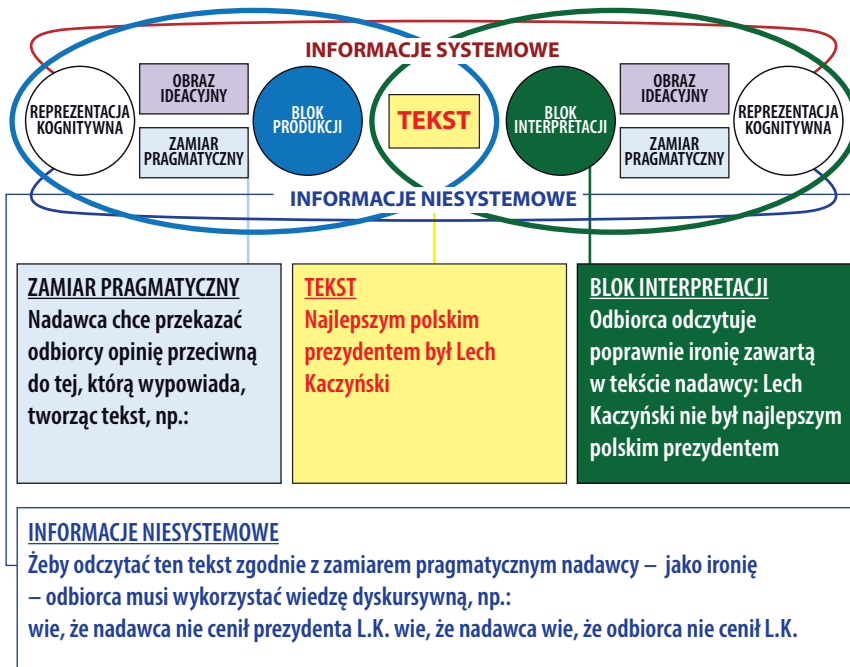 INFORMACJE SYSTEMOWE
REPREZENTACJA
KOGNITYWNA
OBRAZ
IDEACYJNY
ZAMIAR
PRAGMATYCZNY
BLOK
PRODUKCJI
TEKST
BLOK
INTERPRETACJI
OBRAZ
IDEACYJNY
ZAMIAR
PRAGMATYCZNY
REPREZENTACJA
KOGNITYWNA
INFORMACJE NIESYSTEMOWE
ZAMIAR PRAGMATYCZNY
Nadawca chce przekazać
odbiorcy opinię przeciwną
do tej, którą wypowiada,
tworząc tekst, np.:
TEKST
Najlepszym polskim
prezydentem był Lech
Kaczyński
BLOK INTERPRETACJI
Odbiorca odczytuje
poprawnie ironię zawartą
w tekście nadawcy: Lech
Kaczyński nie był najlepszym
polskim prezydentem
INFORMACJE NIESYSTEMOWE
Żeby odczytać ten tekst zgodnie z zamiarem pragmatycznym nadawcy – jako ironię
– odbiorca musi wykorzystać wiedzę dyskursywną, np.:
wie, że nadawca nie cenił prezydenta L.K. wie, że nadawca wie, że odbiorca nie cenił L.K.